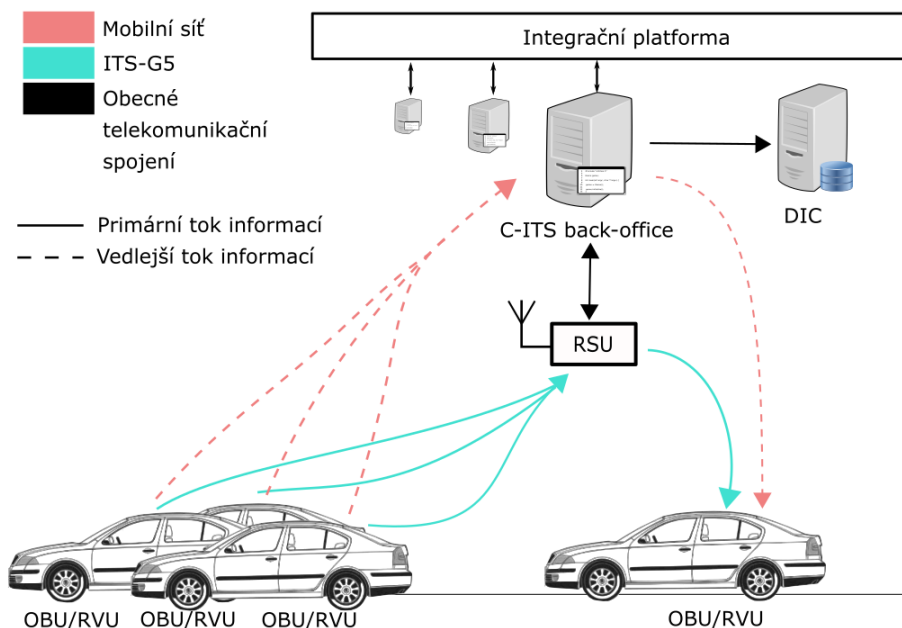 Mobilní síť
ITS-G5
Obecné
telekomunikační
spojení
Primární tok informací
Vedlejší tok informací
Integrační platforma
C-ITS back-office
DIC
RSU
OBU/RVU
OBU/RVU
OBU/RVU
OBU/RVU